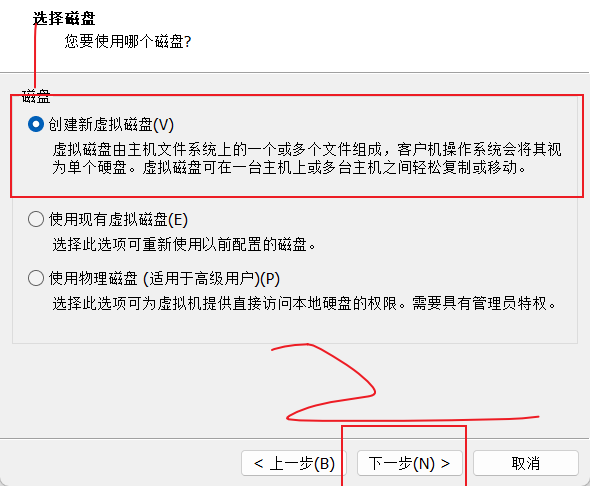 选择磁盘
您要使用哪个磁盘?
磁盘
创建新虚拟磁盘(V)
虚拟磁盘由主机文件系统上的一个或多个文件组成，客户机操作系统会将其视
为单个硬盘。虚拟磁盘可在一台主机上或多台主机之间轻松复制或移动。
使用现有虚拟磁盘(E)
选择此选项可重新使用以前配置的磁盘。
使用物理磁盘 (适用于高级用户)(P)
选择此选项可为虚拟机提供直接访问本地硬盘的权限。需要具有管理员特权。
2
< 上一步(B) 下一步(N) > 取消